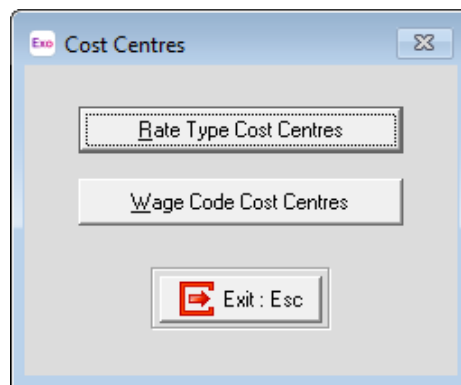 Exo Cost Centres
Rate Type Cost Centres
Wage Code Cost Centres
Exit : Esc